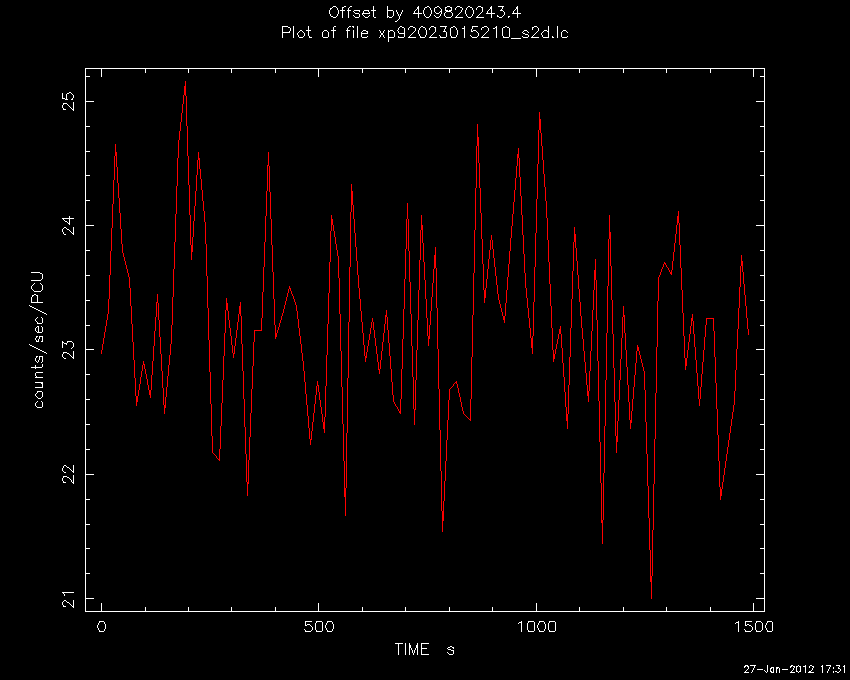 Offset by 409820243.4
Plot of file xp92023015210_s2d.lc
25
24
23
22
21
counts/sec/PCU
0 500 1000 1500
TIME s
27-Jan-2012 17:31